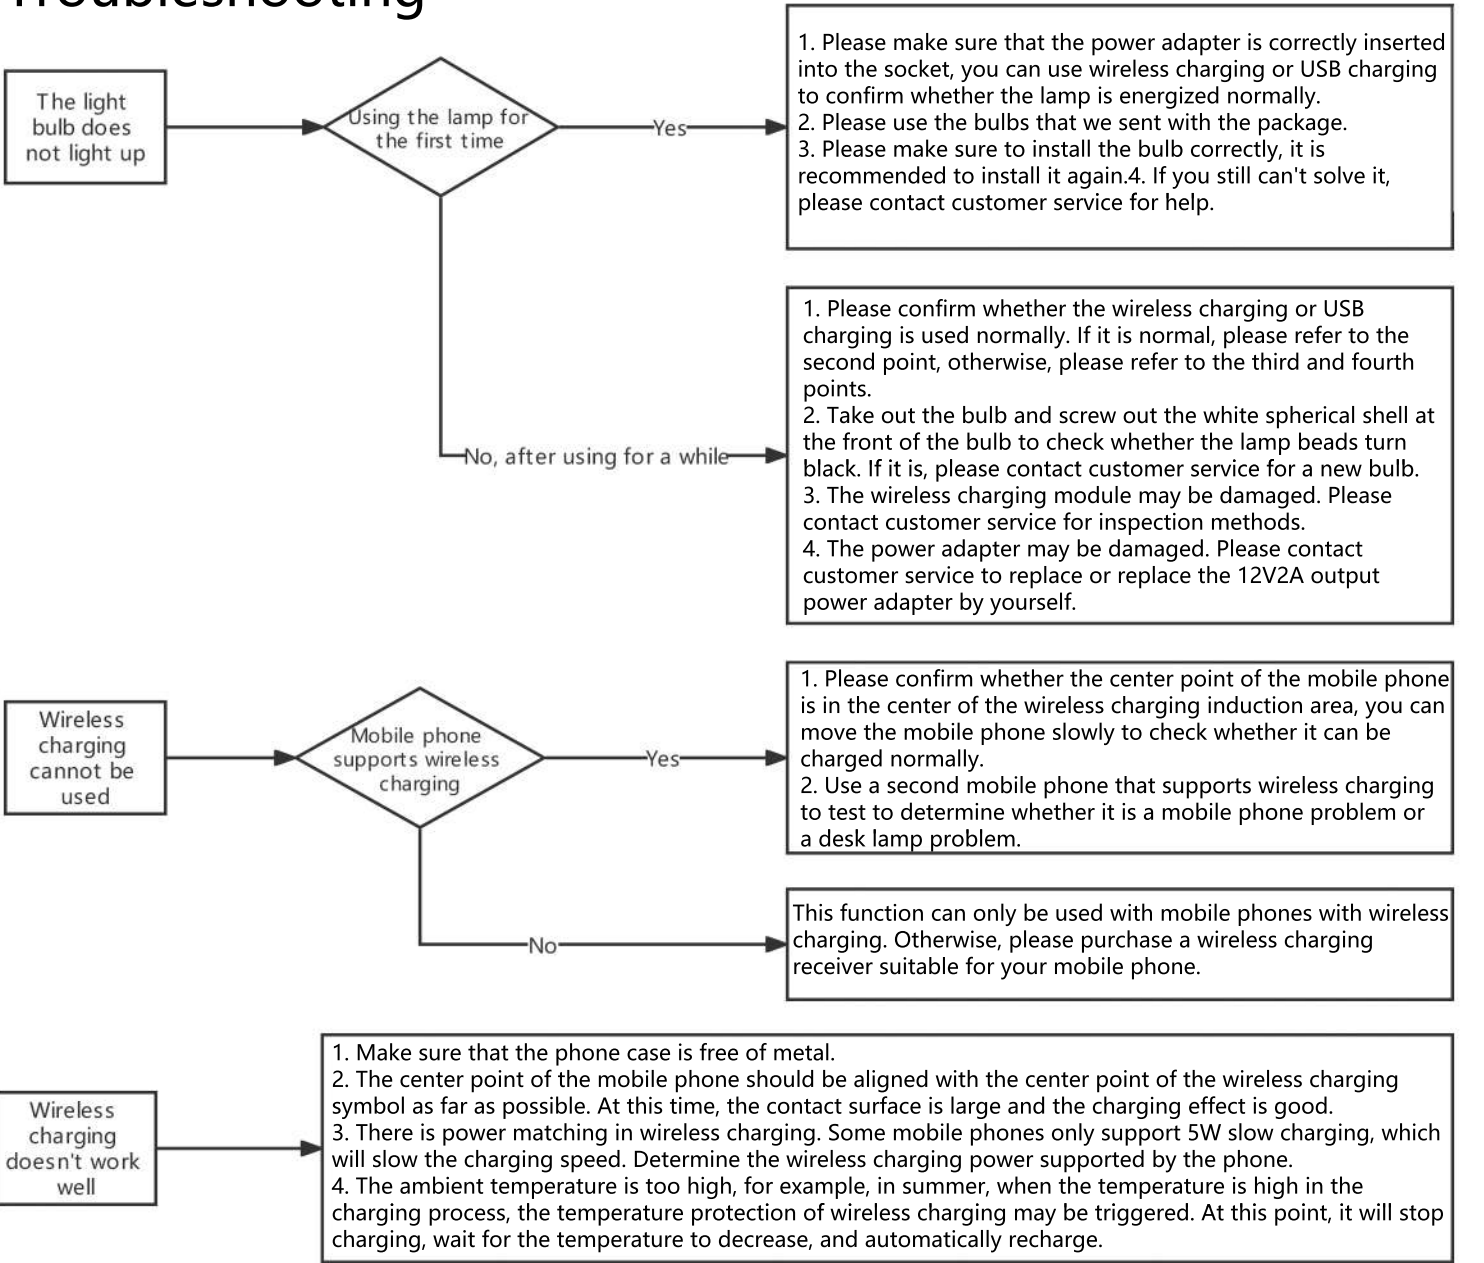 Troubleshooting
The light
bulb does
not light up
Using the lamp for
the first time
Yes
1. Please make sure that the power adapter is correctly inserted
into the socket, you can use wireless charging or USB charging
to confirm whether the lamp is energized normally.
2. Please use the bulbs that we sent with the package.
3. Please make sure to install the bulb correctly, it is
recommended to install it again.4. If you still can't solve it,
please contact customer service for help.
No, after using for a while
1. Please confirm whether the wireless charging or USB
charging is used normally. If it is normal, please refer to the
second point, otherwise, please refer to the third and fourth
points.
2. Take out the bulb and screw out the white spherical shell at
the front of the bulb to check whether the lamp beads turn
black. If it is, please contact customer service for a new bulb.
3. The wireless charging module may be damaged. Please
contact customer service for inspection methods.
4. The power adapter may be damaged. Please contact
customer service to replace or replace the 12V2A output
power adapter by yourself.
Wireless
charging
cannot be
used
Mobile phone
supports wireless
charging
Yes
1. Please confirm whether the center point of the mobile phone
is in the center of the wireless charging induction area, you can
move the mobile phone slowly to check whether it can be
charged normally.
2. Use a second mobile phone that supports wireless charging
to test to determine whether it is a mobile phone problem or
a desk lamp problem.
No
This function can only be used with mobile phones with wireless
charging. Otherwise, please purchase a wireless charging
receiver suitable for your mobile phone.
Wireless
charging
doesn't work
well
1. Make sure that the phone case is free of metal.
2. The center point of the mobile phone should be aligned with the center point of the wireless charging
symbol as far as possible. At this time, the contact surface is large and the charging effect is good.
3. There is power matching in wireless charging. Some mobile phones only support 5W slow charging, which
will slow the charging speed. Determine the wireless charging power supported by the phone.
4. The ambient temperature is too high, for example, in summer, when the temperature is high in the
charging process, the temperature protection of wireless charging may be triggered. At this point, it will stop
charging, wait for the temperature to decrease, and automatically recharge.